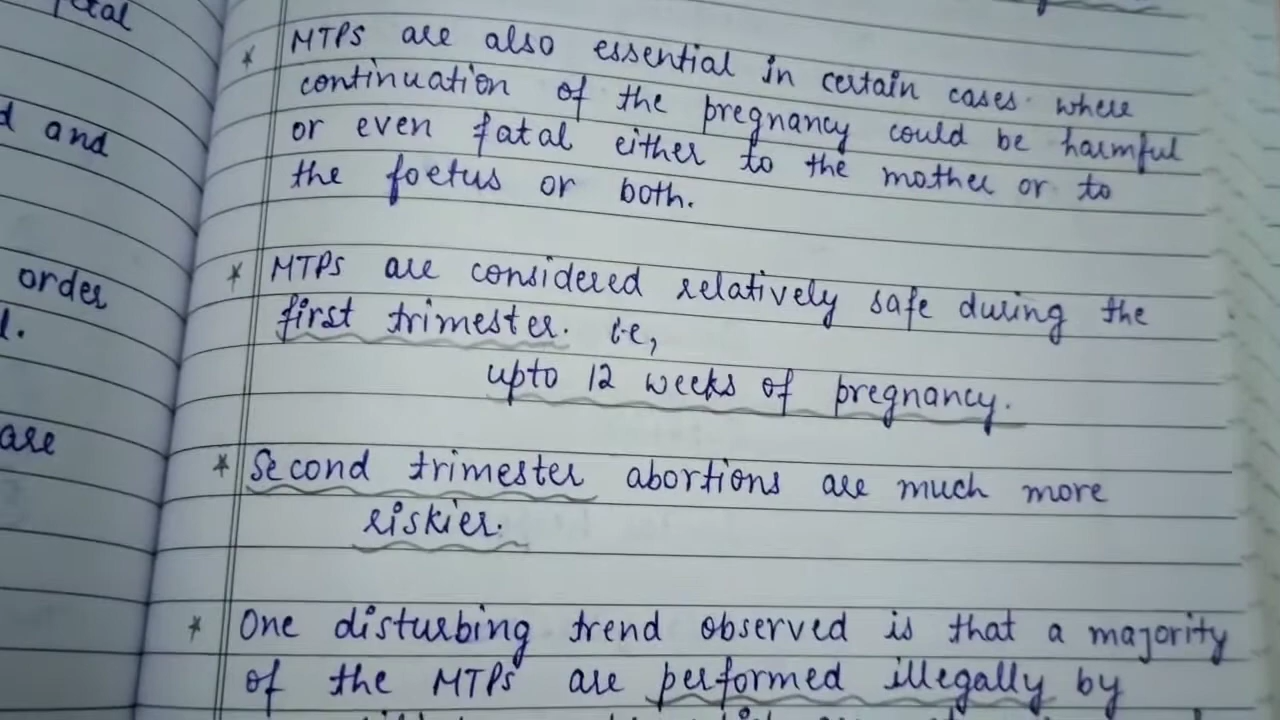 d and
order
l.
are
* MTPS are also essential in certain cases where
continuation of the pregnancy could be harmful
or even fatal either to the mother or to
the foetus or both.
* MTPS are considered relatively safe during the
first trimester. i.e,
upto 12 weeks of pregnancy.
* Second trimester abortions are much more
riskier.
* One disturbing trend observed is that a majority
of the MTPs are performed illegally by